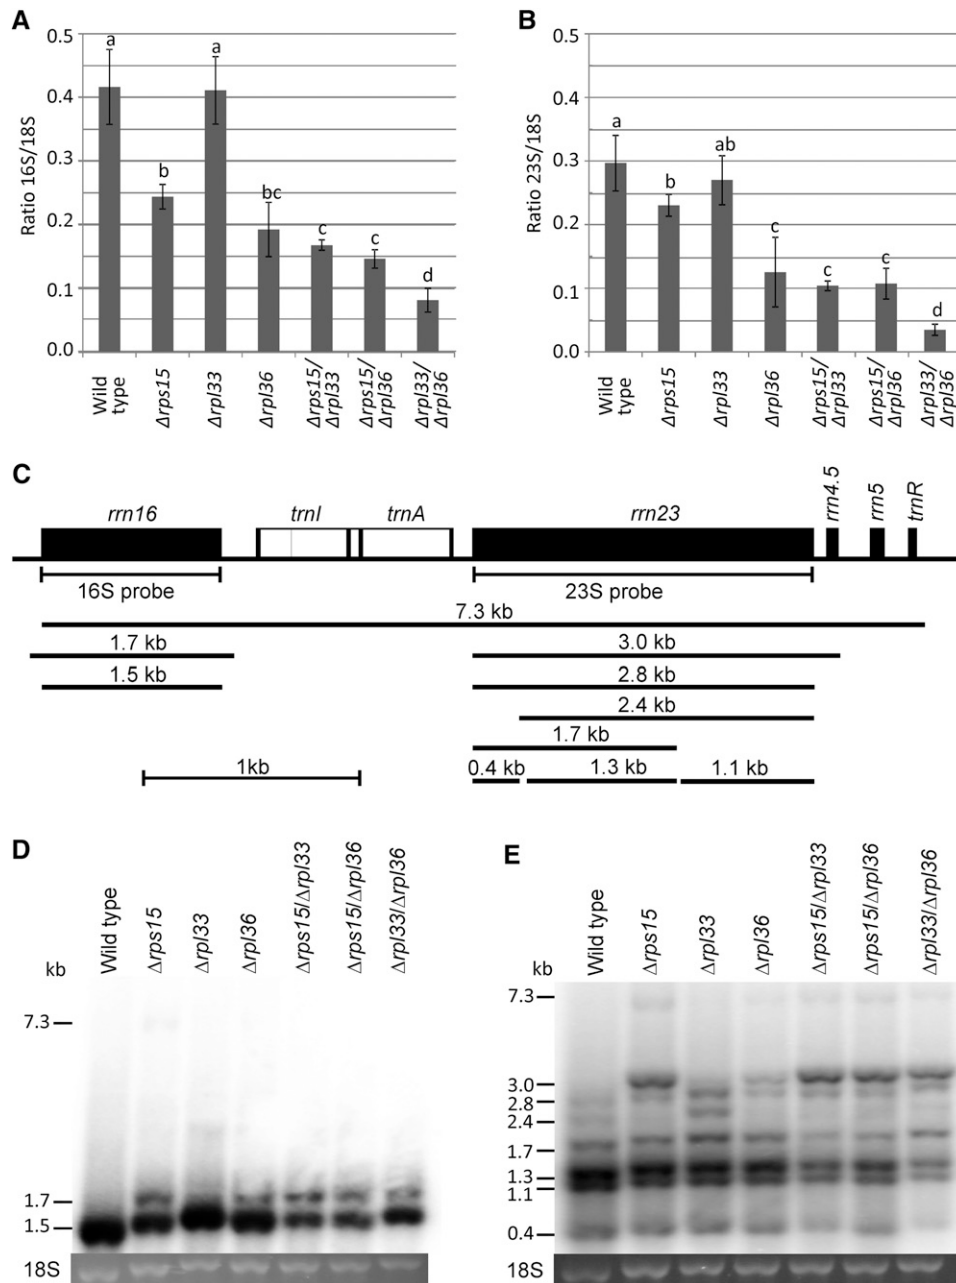 A
Ratio 16S/18S
0.5
0.4
0.3
0.2
0.1
0.0
a
b
a
bc
c
c
d
Wild type
Δrps15
Δrpl33
Δrpl36
Δrps15/Δrpl33
Δrps15/Δrpl36
Δrpl33/Δrpl36
B
Ratio 23S/18S
0.5
0.4
0.3
0.2
0.1
0.0
a
b
ab
c
c
c
d
Wild type
Δrps15
Δrpl33
Δrpl36
Δrps15/Δrpl33
Δrps15/Δrpl36
Δrpl33/Δrpl36
C
rrn16 trnI trnA rrn23 rrn4.5 rrn5 trnR
16S probe 23S probe
7.3 kb
1.7 kb 3.0 kb
1.5 kb 2.8 kb
2.4 kb
1.7 kb
1kb 0.4 kb 1.3 kb 1.1 kb
D
Wild type
Δrps15
Δrpl33
Δrpl36
Δrps15/Δrpl33
Δrps15/Δrpl36
Δrpl33/Δrpl36
kb
7.3
1.7
1.5
18S
E
Wild type
Δrps15
Δrpl33
Δrpl36
Δrps15/Δrpl33
Δrps15/Δrpl36
Δrpl33/Δrpl36
kb
7.3
3.0
2.8
2.4
1.7
1.3
1.1
0.4
18S